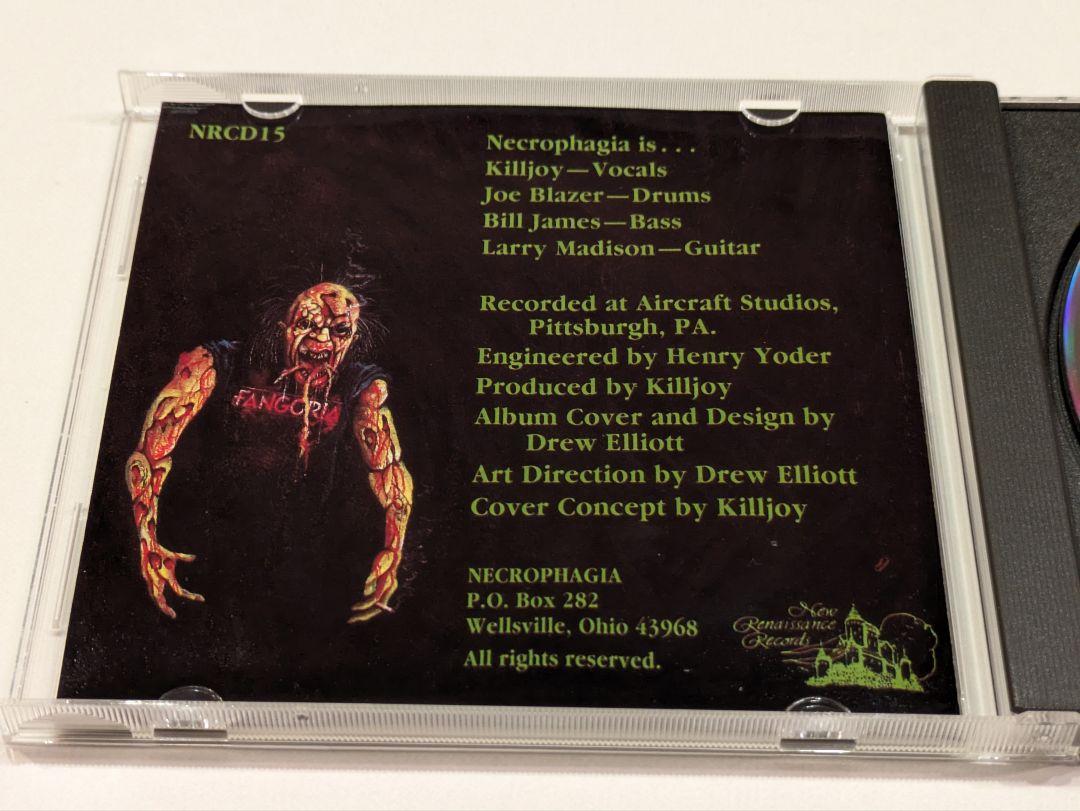 NRCD15
Necrophagia is...
Killjoy—Vocals
Joe Blazer—Drums
Bill James—Bass
Larry Madison—Guitar
FANGORIA
Recorded at Aircraft Studios,
Pittsburgh, PA.
Engineered by Henry Yoder
Produced by Killjoy
Album Cover and Design by
Drew Elliott
Art Direction by Drew Elliott
Cover Concept by Killjoy
NECROPHAGIA
P.O. Box 282
Wellsville, Ohio 43968
All rights reserved.
New
Renaissance
Records